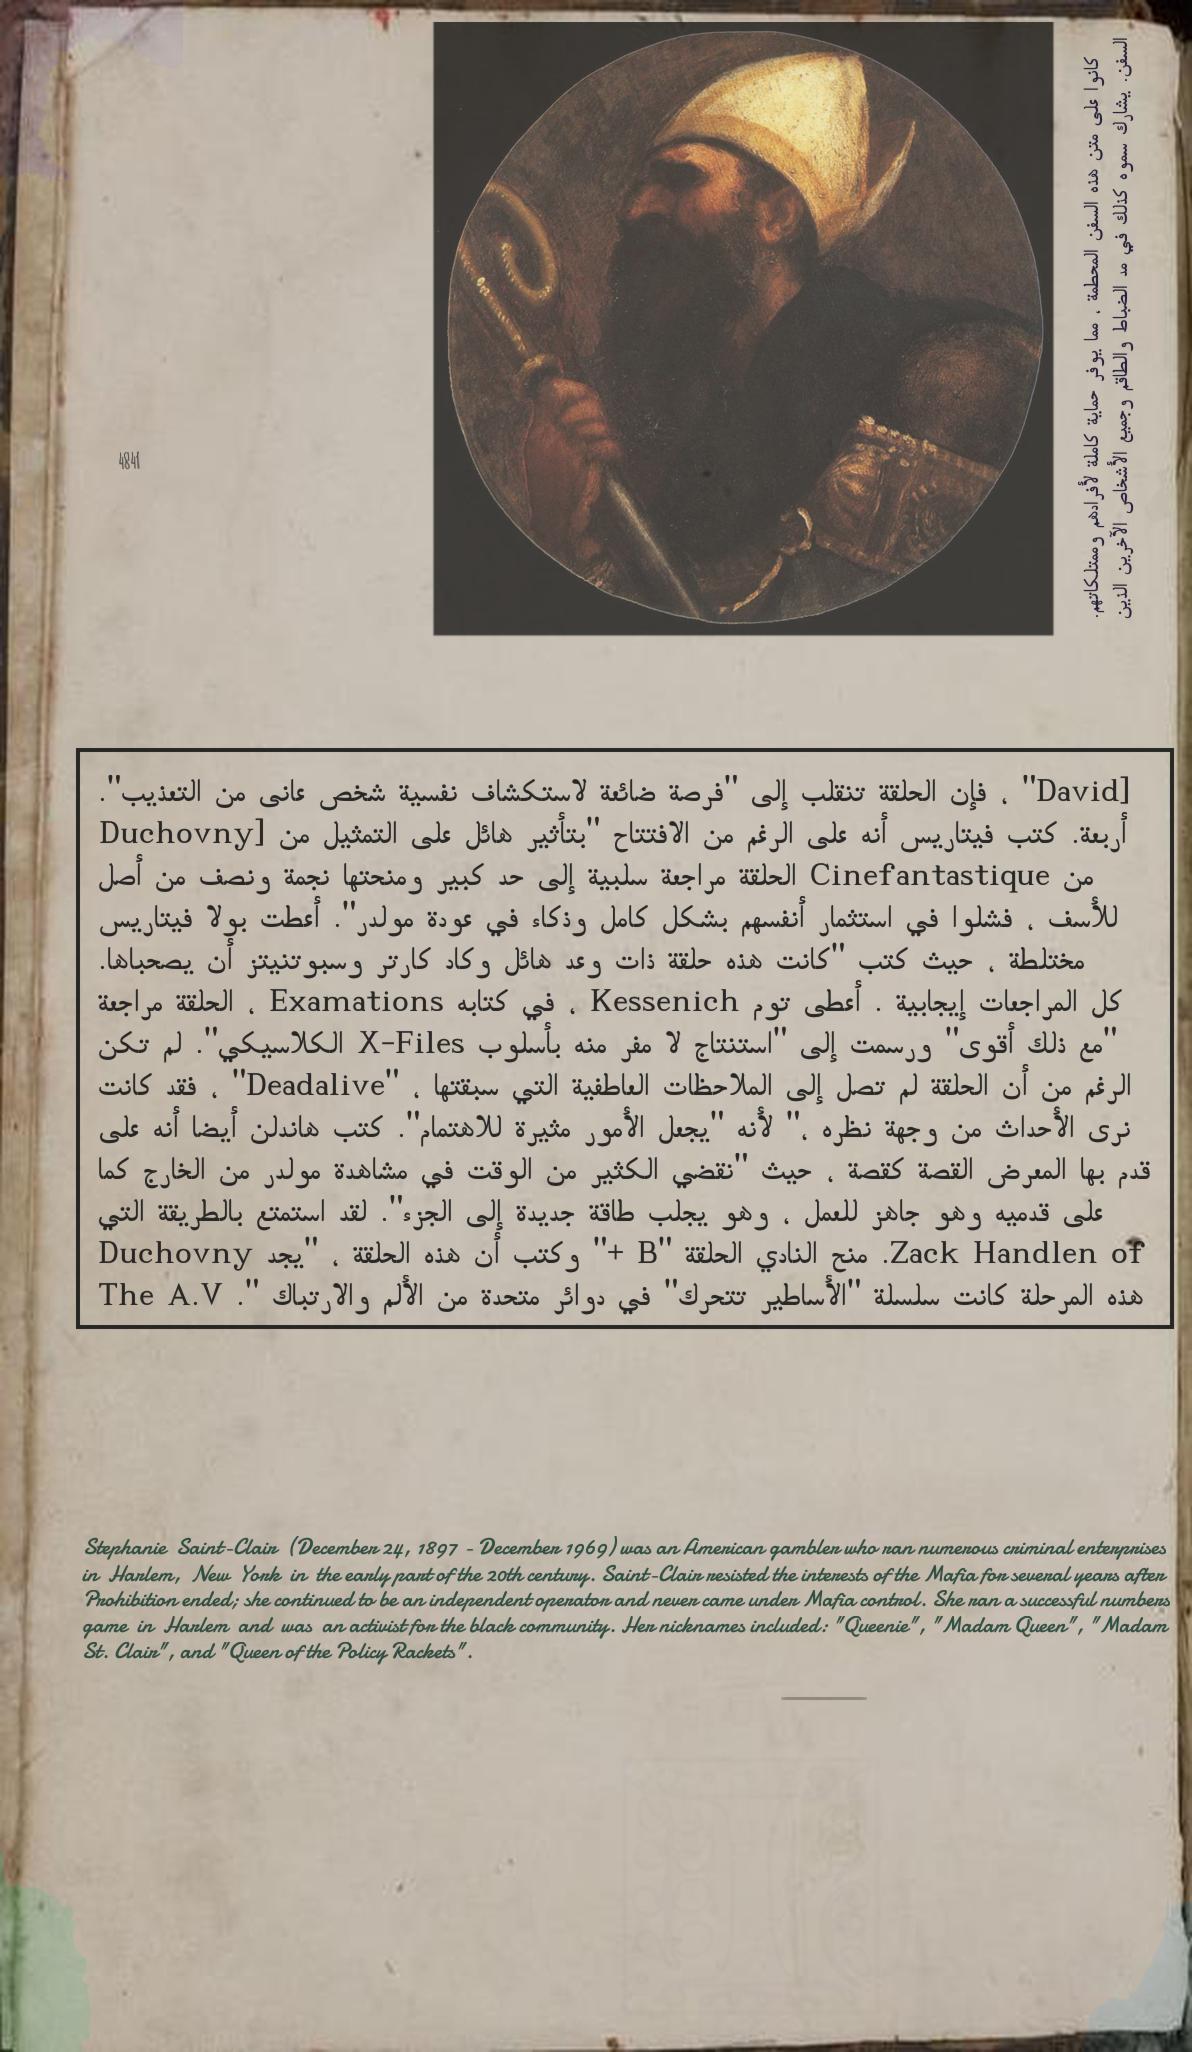 كانوا على متن هذه السفن المحطمة ، مما يوفر حماية كاملة لأفرادهم وممتلكاتهم.
السفن. يشارك سموه كذلك في مد الضباط والطاقم وجميع الأشخاص الآخرين الذين
4841
[David" ، فإن الحلقة تنقلب إلى "فرصة ضائعة لاستكشاف نفسية شخص عانى من التعذيب".
أربعة. كتب فيتاريس أنه على الرغم من الافتتاح "بتأثير هائل على التمثيل من [Duchovny
من Cinefantastique الحلقة مراجعة سلبية إلى حد كبير ومنحتها نجمة ونصف من أصل
للأسف ، فشلوا في استثمار أنفسهم بشكل كامل وذكاء في عودة مولدر". أعطت بولا فيتاريس
مختلطة ، حيث كتب "كانت هذه حلقة ذات وعد هائل وكاد كارتر وسبوتنيتز أن يصحباها.
كل المراجعات إيجابية . أعطى توم Kessenich ، في كتابه Examations ، الحلقة مراجعة
"مع ذلك أقوى" ورسمت إلى "استنتاج لا مفر منه بأسلوب X-Files الكلاسيكي". لم تكن
الرغم من أن الحلقة لم تصل إلى الملاحظات العاطفية التي سبقتها ، "Deadalive" ، فقد كانت
نرى الأحداث من وجهة نظره ،" لأنه "يجعل الأمور مثيرة للاهتمام". كتب هاندلن أيضا أنه على
قدم بها المعرض القصة كقصة ، حيث "نقضي الكثير من الوقت في مشاهدة مولدر من الخارج كما
على قدميه وهو جاهز للعمل ، وهو يجلب طاقة جديدة إلى الجزء". لقد استمتع بالطريقة التي
Zack Handlen of. منح النادي الحلقة "B +" وكتب أن هذه الحلقة ، "يجد Duchovny
هذه المرحلة كانت سلسلة "الأساطير تتحرك" في دوائر متحدة من الألم والارتباك ". The A.V
Stephanie Saint-Clair (December 24, 1897 - December 1969) was an American gambler who ran numerous criminal enterprises
in Harlem, New York in the early part of the 20th century. Saint-Clair resisted the interests of the Mafia for several years after
Prohibition ended; she continued to be an independent operator and never came under Mafia control. She ran a successful numbers
game in Harlem and was an activist for the black community. Her nicknames included: "Queenie", "Madam Queen", "Madam
St. Clair", and "Queen of the Policy Rackets".